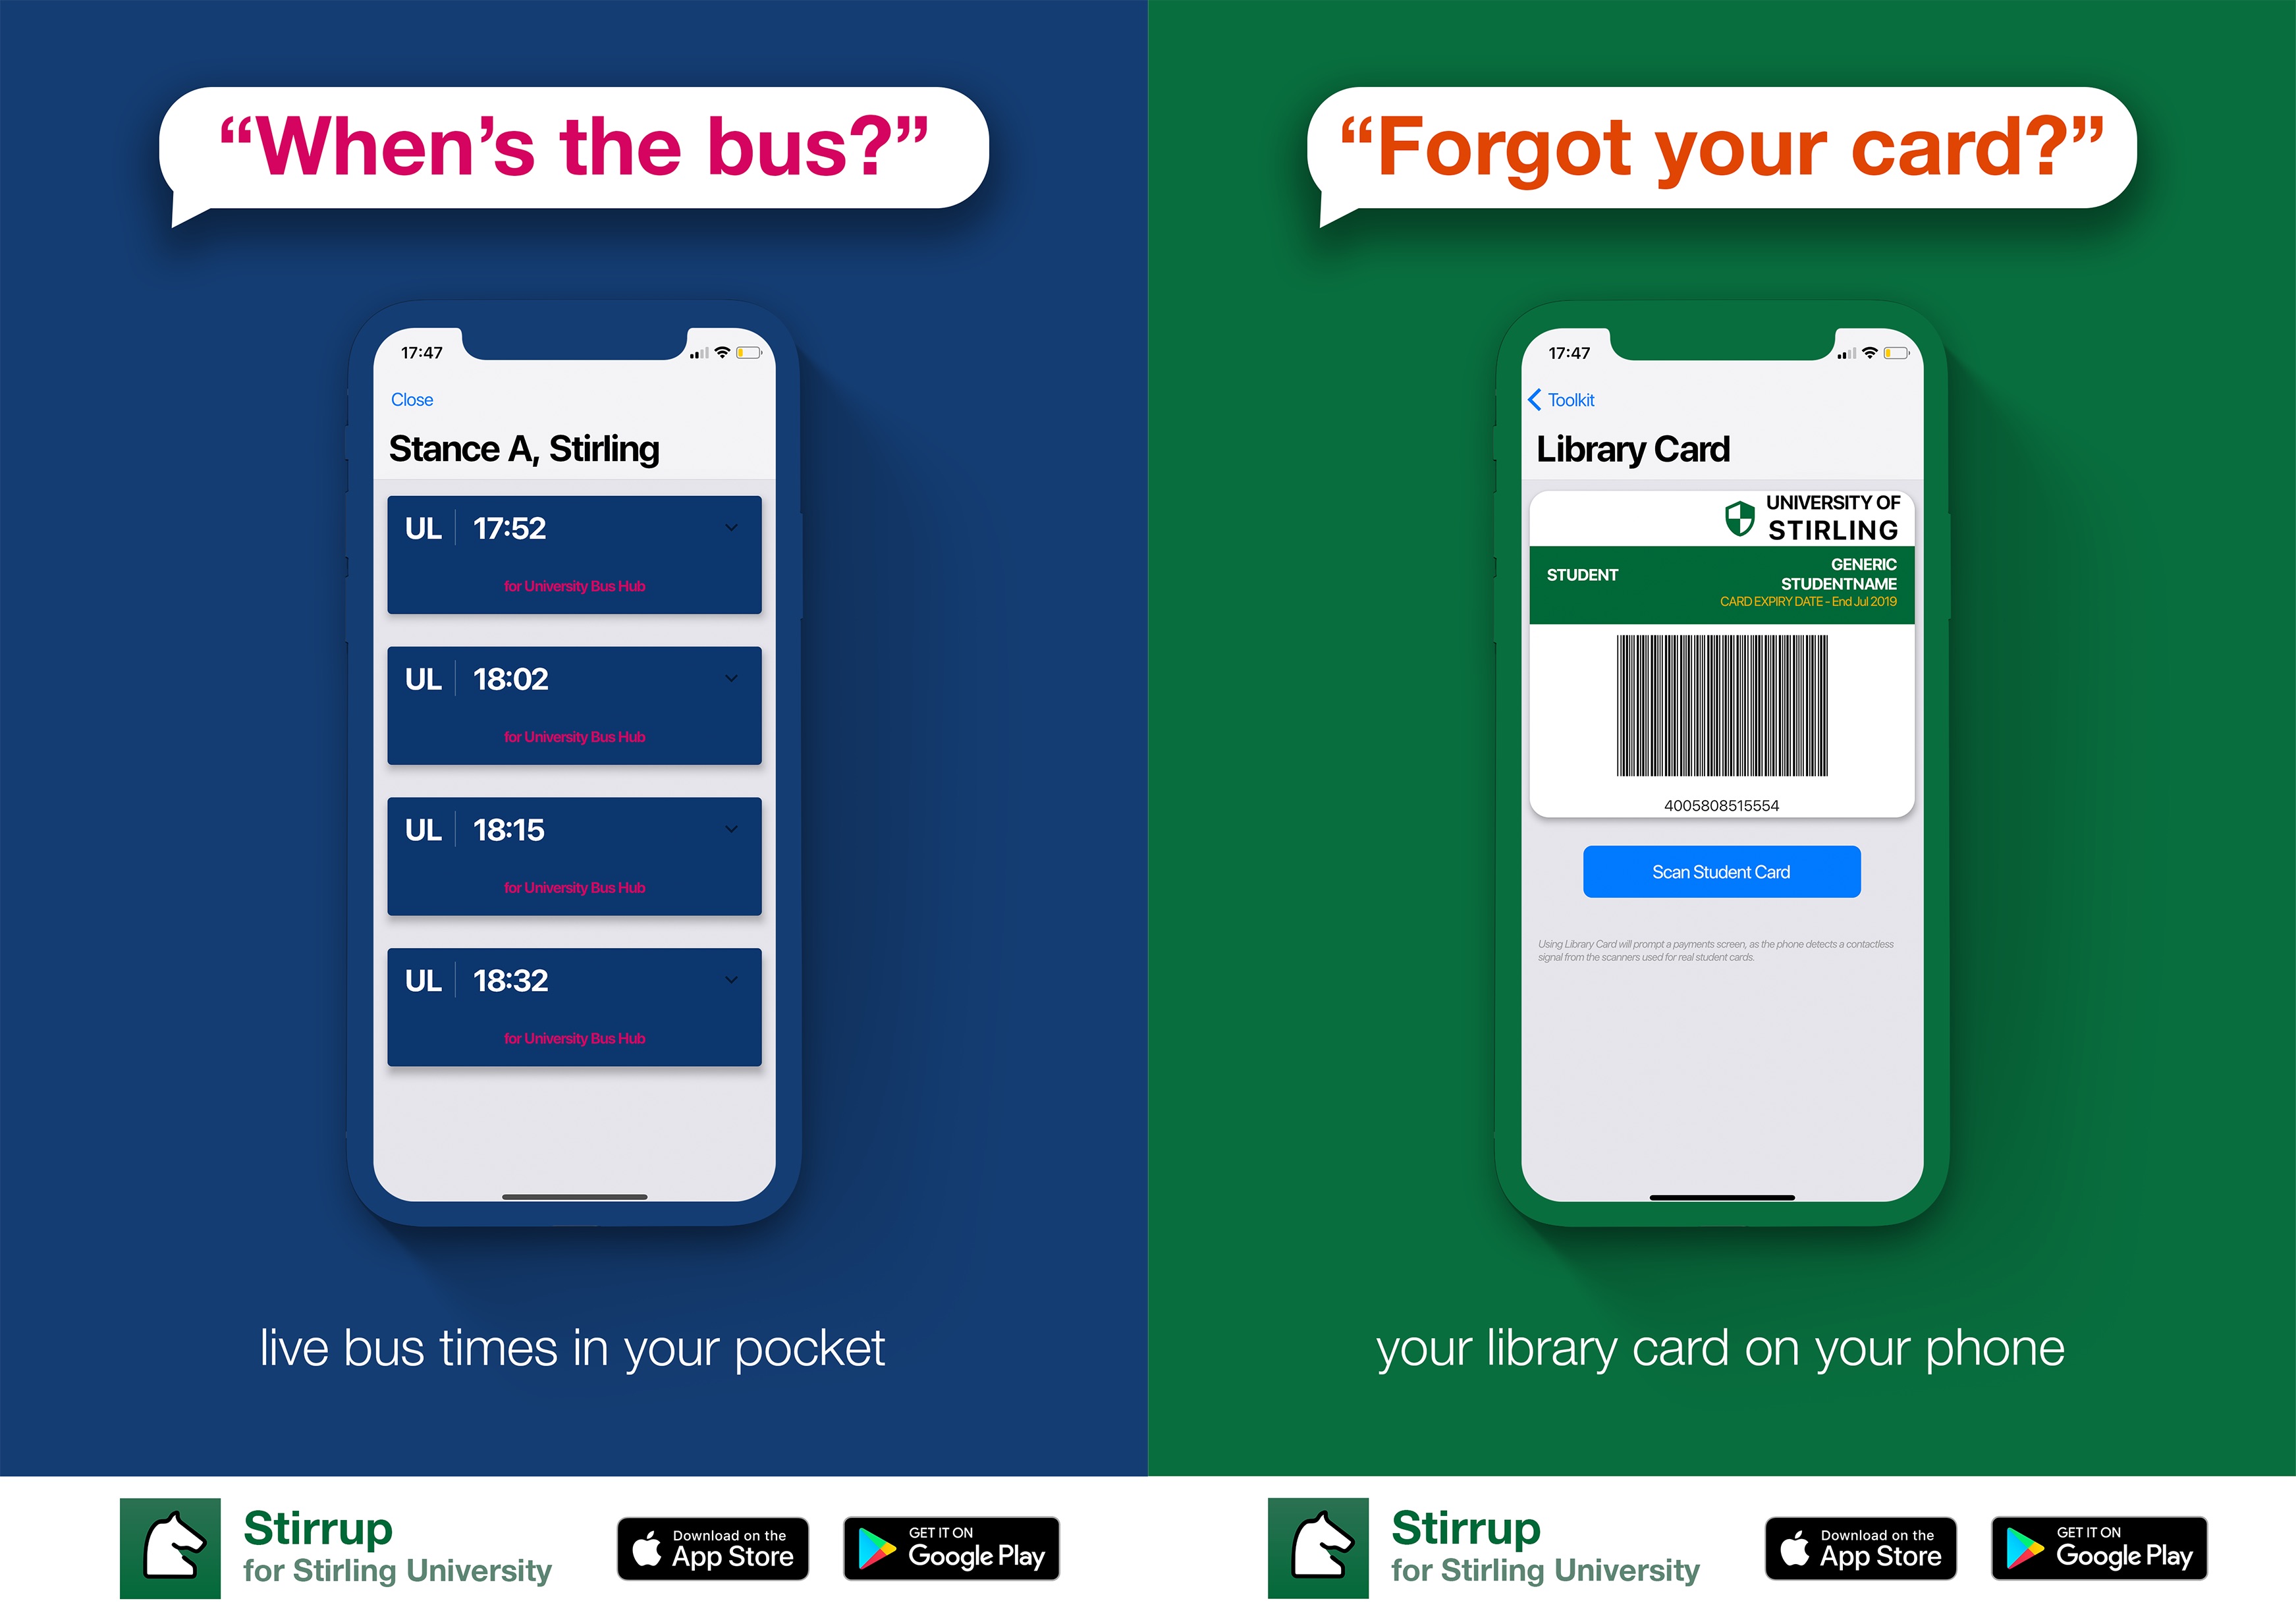 “When’s the bus?”
17:47
Close
Stance A, Stirling
UL 17:52
for University Bus Hub
UL 18:02
for University Bus Hub
UL 18:15
for University Bus Hub
UL 18:32
for University Bus Hub
live bus times in your pocket
Stirrup
for Stirling University
Download on the
App Store
GET IT ON
Google Play
“Forgot your card?”
17:47
Toolkit
Library Card
UNIVERSITY OF
STIRLING
STUDENT
GENERIC
STUDENTNAME
CARD EXPIRY DATE - End Jul 2019
4005808515554
Scan Student Card
Using Library Card will prompt a payments screen, as the phone detects a contactless
signal from the scanners used for real student cards.
your library card on your phone
Stirrup
for Stirling University
Download on the
App Store
GET IT ON
Google Play